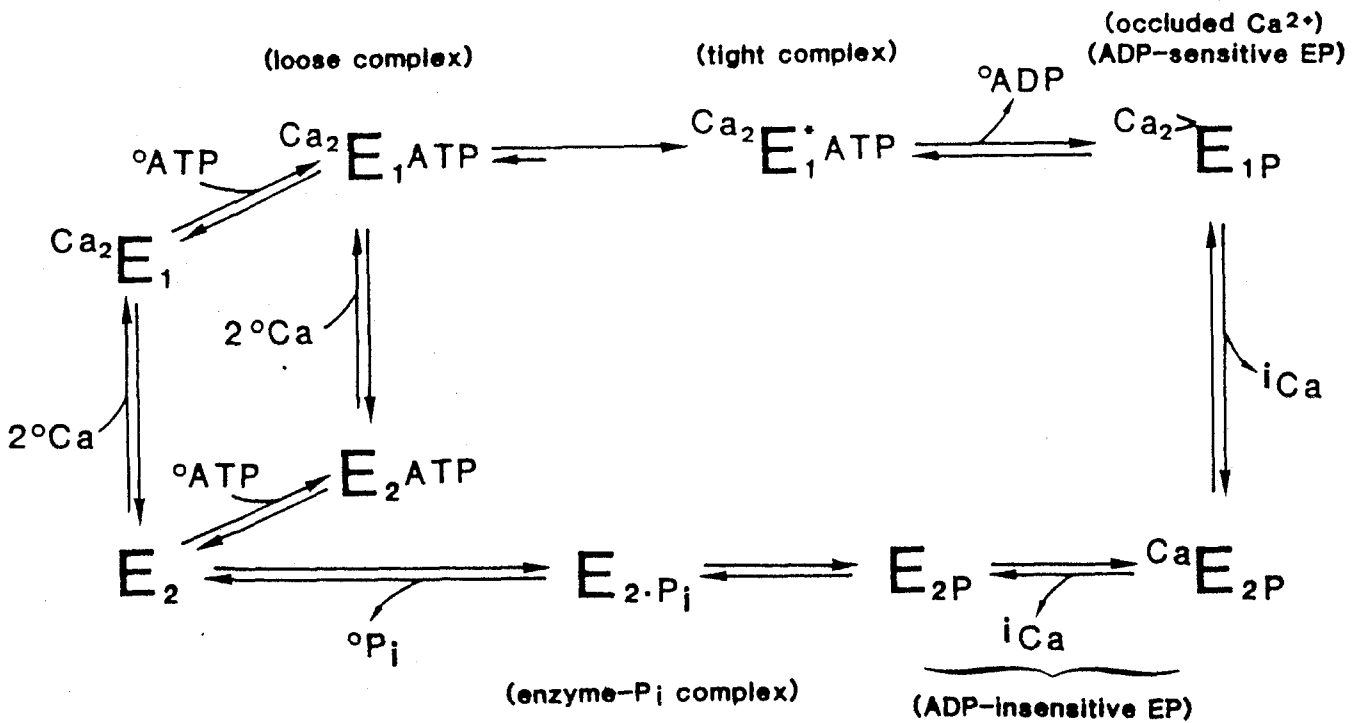 (occluded Ca²⁺)
(loose complex) (tight complex) (ADP-sensitive EP)
°ADP
Ca₂E₁ATP Ca₂E₁*ATP Ca₂>E₁P
°ATP
Ca₂E₁
2°Ca
iCa
2°Ca
°ATP E₂ATP
E₂ E₂·Pᵢ E₂P CaE₂P
°Pᵢ iCa
(enzyme-Pᵢ complex) (ADP-insensitive EP)